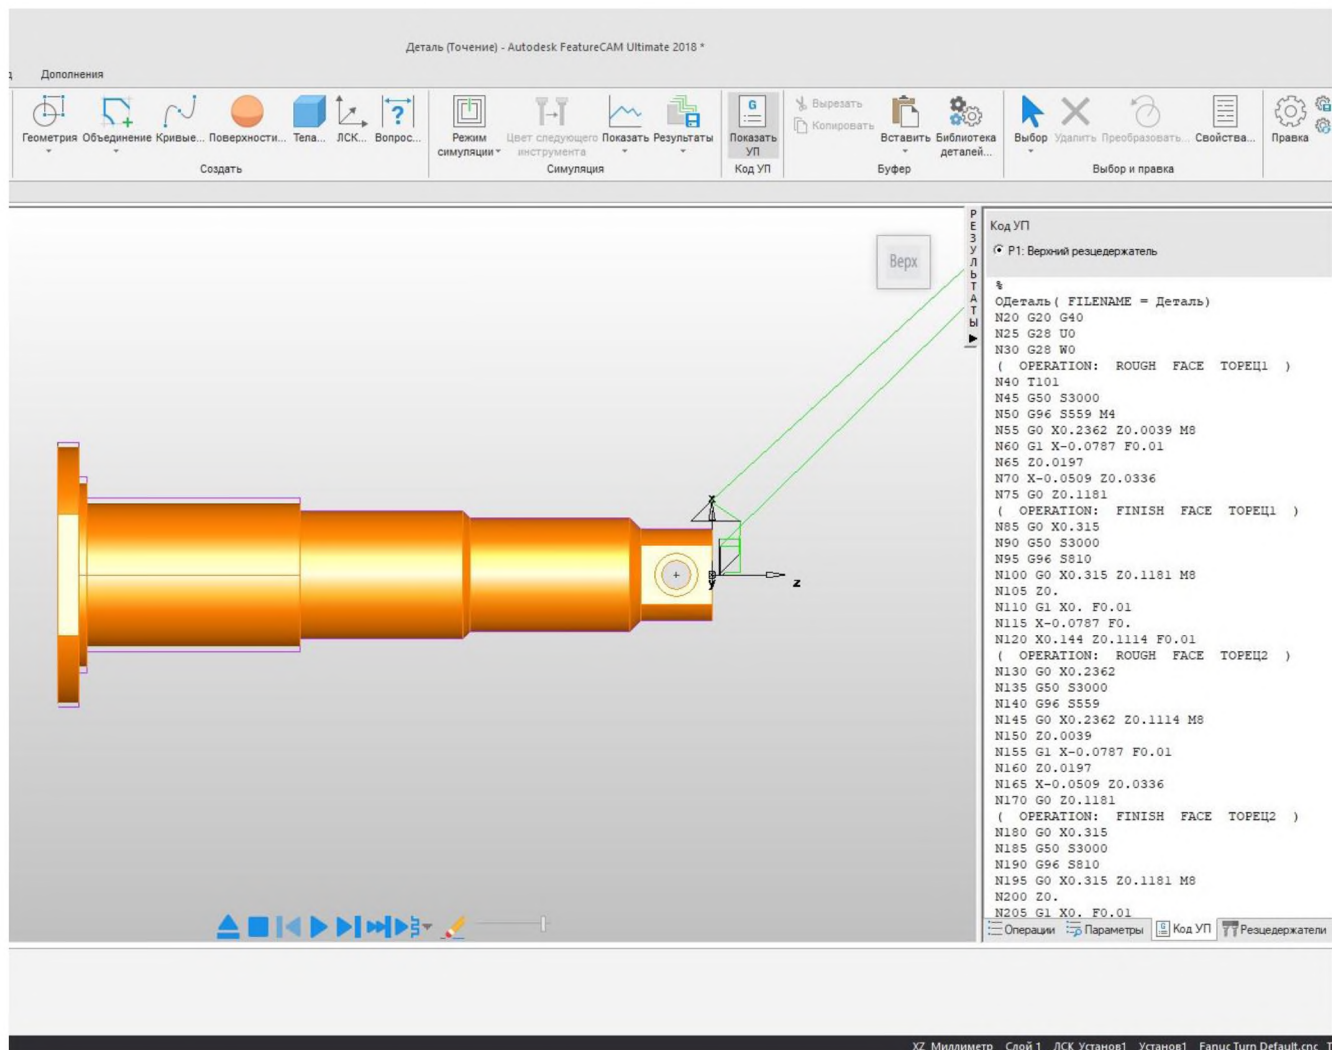 Деталь (Точение) - Autodesk FeatureCAM Ultimate 2018 *
Дополнения
Геометрия Объединение Кривые... Поверхности... Тела... ЛСК... Вопрос...
Создать
Режим симуляции Цвет следующего инструмента Показать Результаты
Симуляция
G
Показать УП
Код УП
Вырезать
Копировать
Вставить Библиотека деталей...
Буфер
Выбор Удалить Преобразовать... Свойства...
Выбор и правка
Правка
Верх
РЕЗУЛЬТАТЫ
x
z
y
Код УП
P1: Верхний резцедержатель
%
OДеталь( FILENAME = Деталь)
N20 G20 G40
N25 G28 U0
N30 G28 W0
( OPERATION: ROUGH FACE ТОРЕЦ1 )
N40 T101
N45 G50 S3000
N50 G96 S559 M4
N55 G0 X0.2362 Z0.0039 M8
N60 G1 X-0.0787 F0.01
N65 Z0.0197
N70 X-0.0509 Z0.0336
N75 G0 Z0.1181
( OPERATION: FINISH FACE ТОРЕЦ1 )
N85 G0 X0.315
N90 G50 S3000
N95 G96 S810
N100 G0 X0.315 Z0.1181 M8
N105 Z0.
N110 G1 X0. F0.01
N115 X-0.0787 F0.
N120 X0.144 Z0.1114 F0.01
( OPERATION: ROUGH FACE ТОРЕЦ2 )
N130 G0 X0.2362
N135 G50 S3000
N140 G96 S559
N145 G0 X0.2362 Z0.1114 M8
N150 Z0.0039
N155 G1 X-0.0787 F0.01
N160 Z0.0197
N165 X-0.0509 Z0.0336
N170 G0 Z0.1181
( OPERATION: FINISH FACE ТОРЕЦ2 )
N180 G0 X0.315
N185 G50 S3000
N190 G96 S810
N195 G0 X0.315 Z0.1181 M8
N200 Z0.
N205 G1 X0. F0.01
Операции Параметры Код УП Резцедержатели
XZ Миллиметр Слой 1 ЛСК_Установ1 Установ1 Fanuc Turn Default.cnc